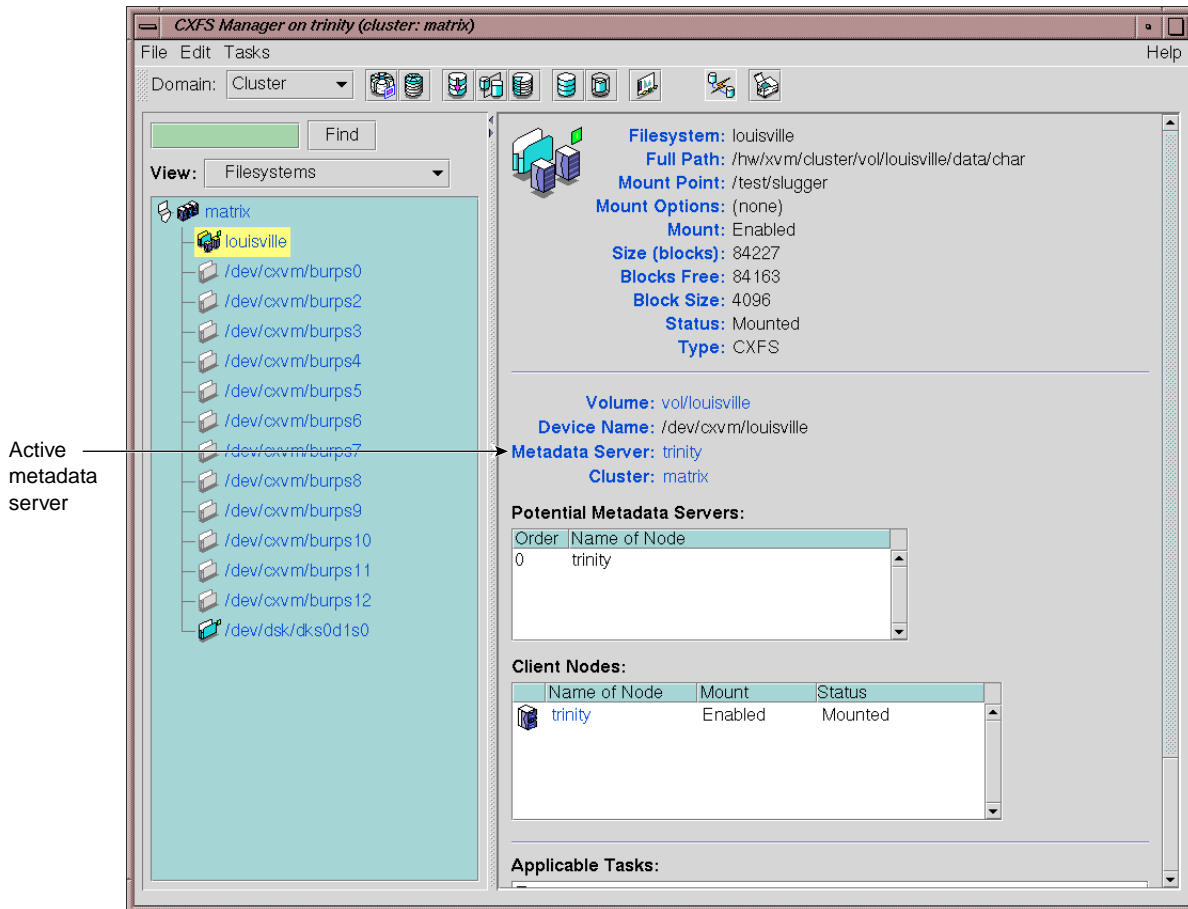 CXFS Manager on trinity (cluster: matrix)
File Edit Tasks Help
Domain: Cluster
Find
View: Filesystems
matrix
louisville
/dev/cxvm/burps0
/dev/cxvm/burps2
/dev/cxvm/burps3
/dev/cxvm/burps4
/dev/cxvm/burps5
/dev/cxvm/burps6
/dev/cxvm/burps7
/dev/cxvm/burps8
/dev/cxvm/burps9
/dev/cxvm/burps10
/dev/cxvm/burps11
/dev/cxvm/burps12
/dev/dsk/dks0d1s0
Active
metadata
server
Filesystem: louisville
Full Path: /hw/xvm/cluster/vol/louisville/data/char
Mount Point: /test/slugger
Mount Options: (none)
Mount: Enabled
Size (blocks): 84227
Blocks Free: 84163
Block Size: 4096
Status: Mounted
Type: CXFS
Volume: vol/louisville
Device Name: /dev/cxvm/louisville
Metadata Server: trinity
Cluster: matrix
Potential Metadata Servers:
Order Name of Node
0 trinity
Client Nodes:
Name of Node Mount Status
trinity Enabled Mounted
Applicable Tasks: